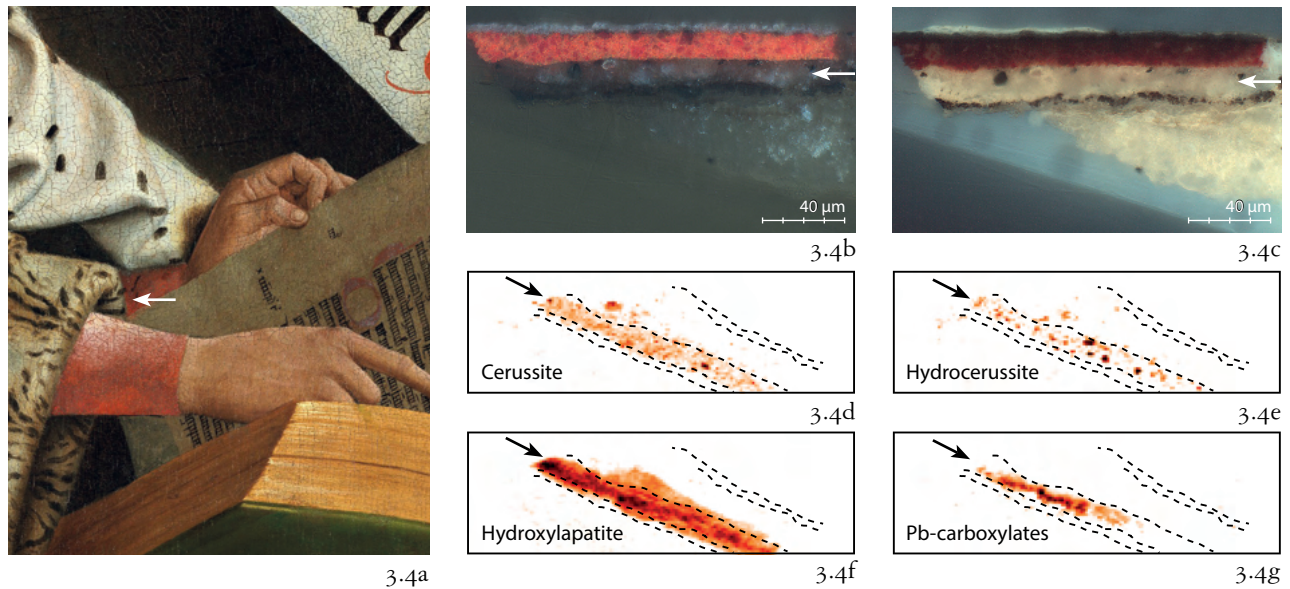 40 µm
40 µm
3.4b
3.4c
Cerussite
Hydrocerussite
3.4d
3.4e
Hydroxylapatite
Pb-carboxylates
3.4a
3.4f
3.4g